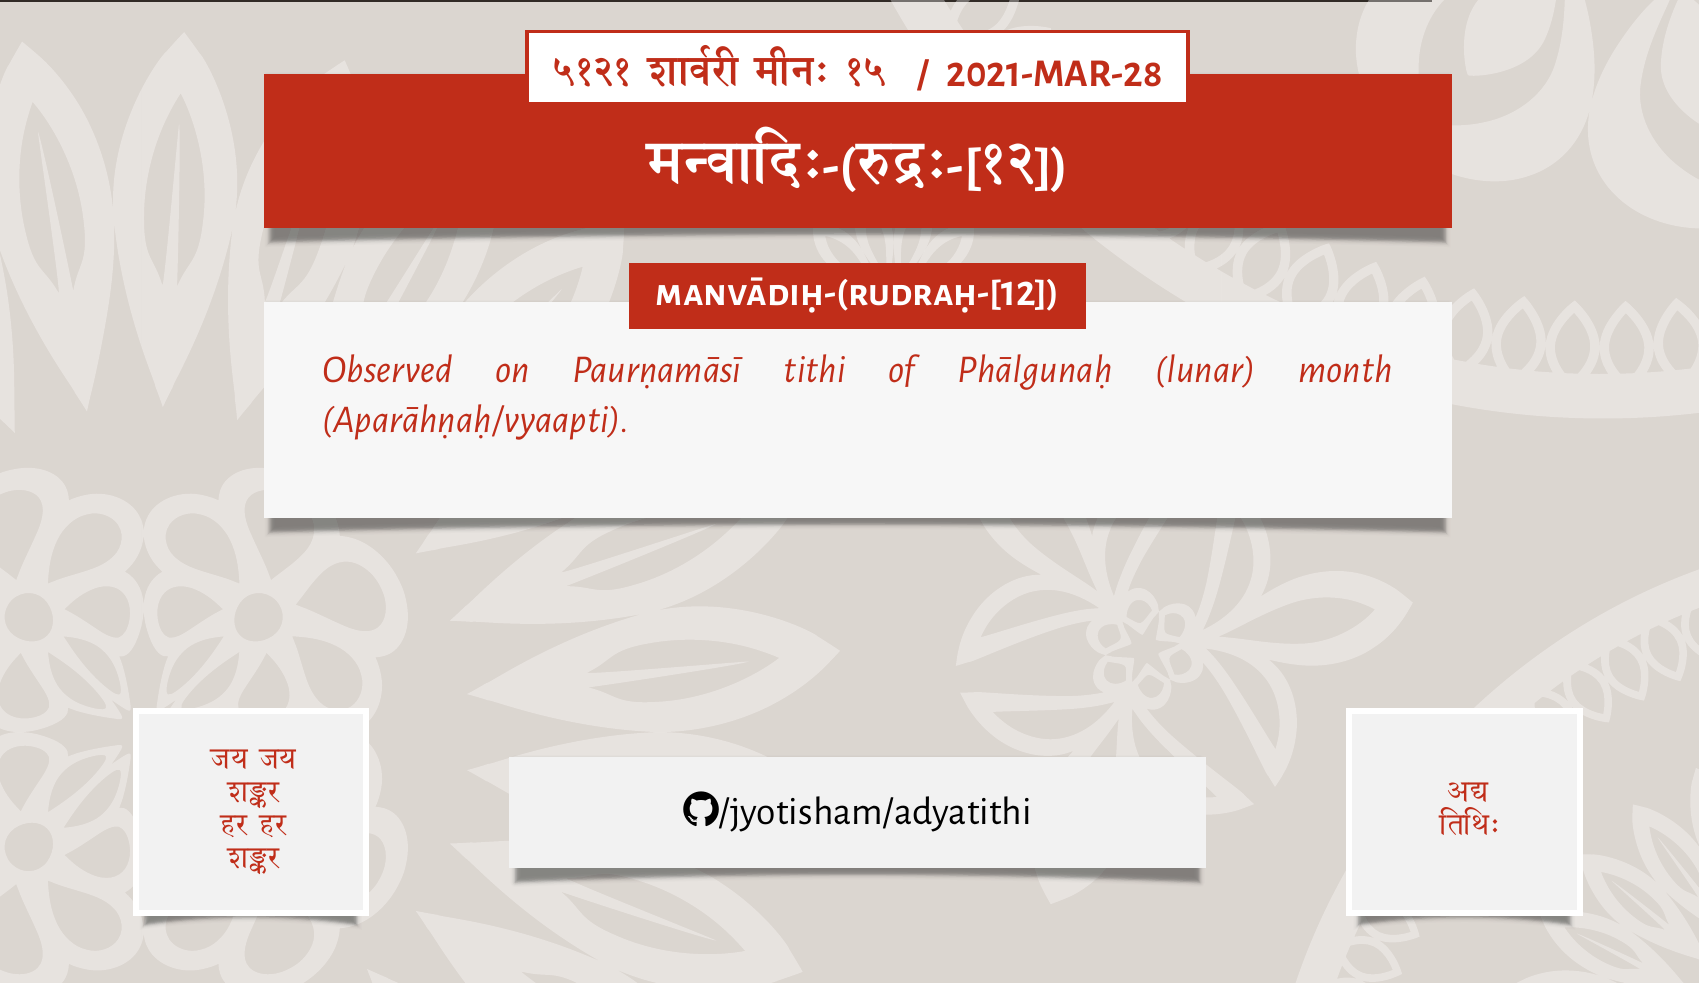 ५१२१ शार्वरी मीनः १५ / 2021-MAR-28
मन्वादिः-(रुद्रः-[१२])
MANVĀDIḤ-(RUDRAḤ-[12])
Observed on Paurṇamāsī tithi of Phālgunaḥ (lunar) month
(Aparāhṇaḥ/vyaapti).
जय जय
शङ्कर
हर हर
शङ्कर
/jyotisham/adyatithi
अद्य
तिथिः